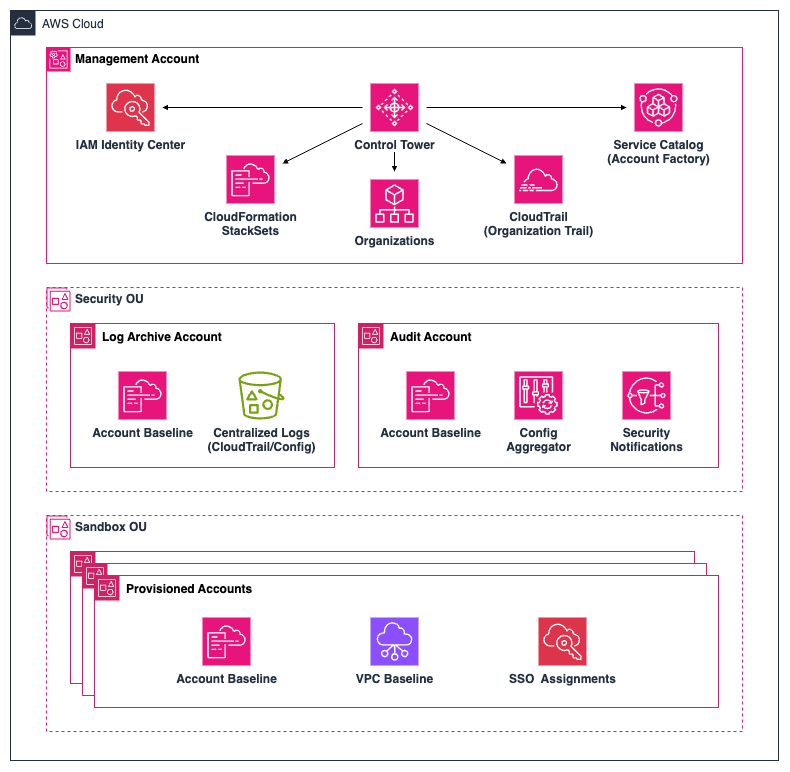 AWS Cloud
Management Account
IAM Identity Center
Control Tower
Service Catalog
(Account Factory)
CloudFormation
StackSets
Organizations
CloudTrail
(Organization Trail)
Security OU
Log Archive Account
Account Baseline
Centralized Logs
(CloudTrail/Config)
Audit Account
Account Baseline
Config
Aggregator
Security
Notifications
Sandbox OU
Provisioned Accounts
Account Baseline
VPC Baseline
SSO Assignments